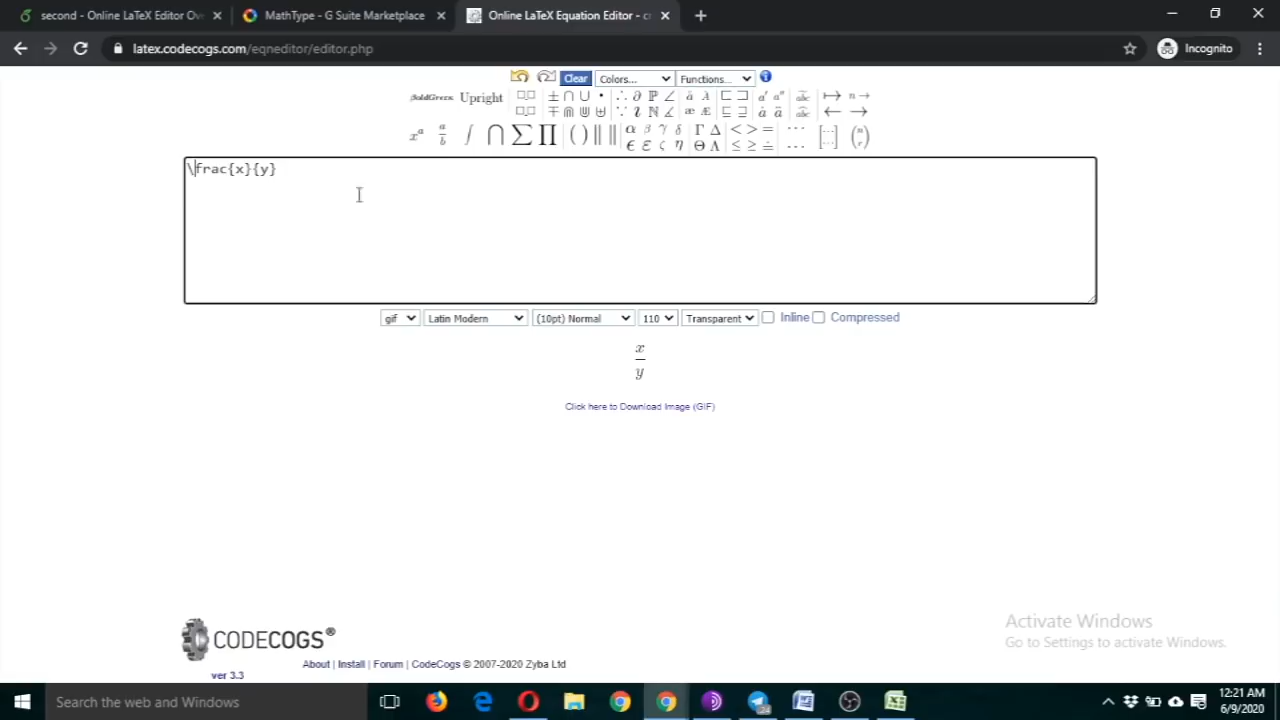 second - Online LaTeX Editor Ov
MathType - G Suite Marketplace
Online LaTeX Equation Editor - c
latex.codecogs.com/eqneditor/editor.php
Incognito
Clear
Colors...
Functions...
BoldGreek Upright
\frac{x}{y}
gif
Latin Modern
(10pt) Normal
110
Transparent
Inline
Compressed
x
y
Click here to Download Image (GIF)
CODECOGS®
About | Install | Forum | CodeCogs © 2007-2020 Zyba Ltd
ver 3.3
Activate Windows
Go to Settings to activate Windows.
Search the web and Windows
12:21 AM
6/9/2020